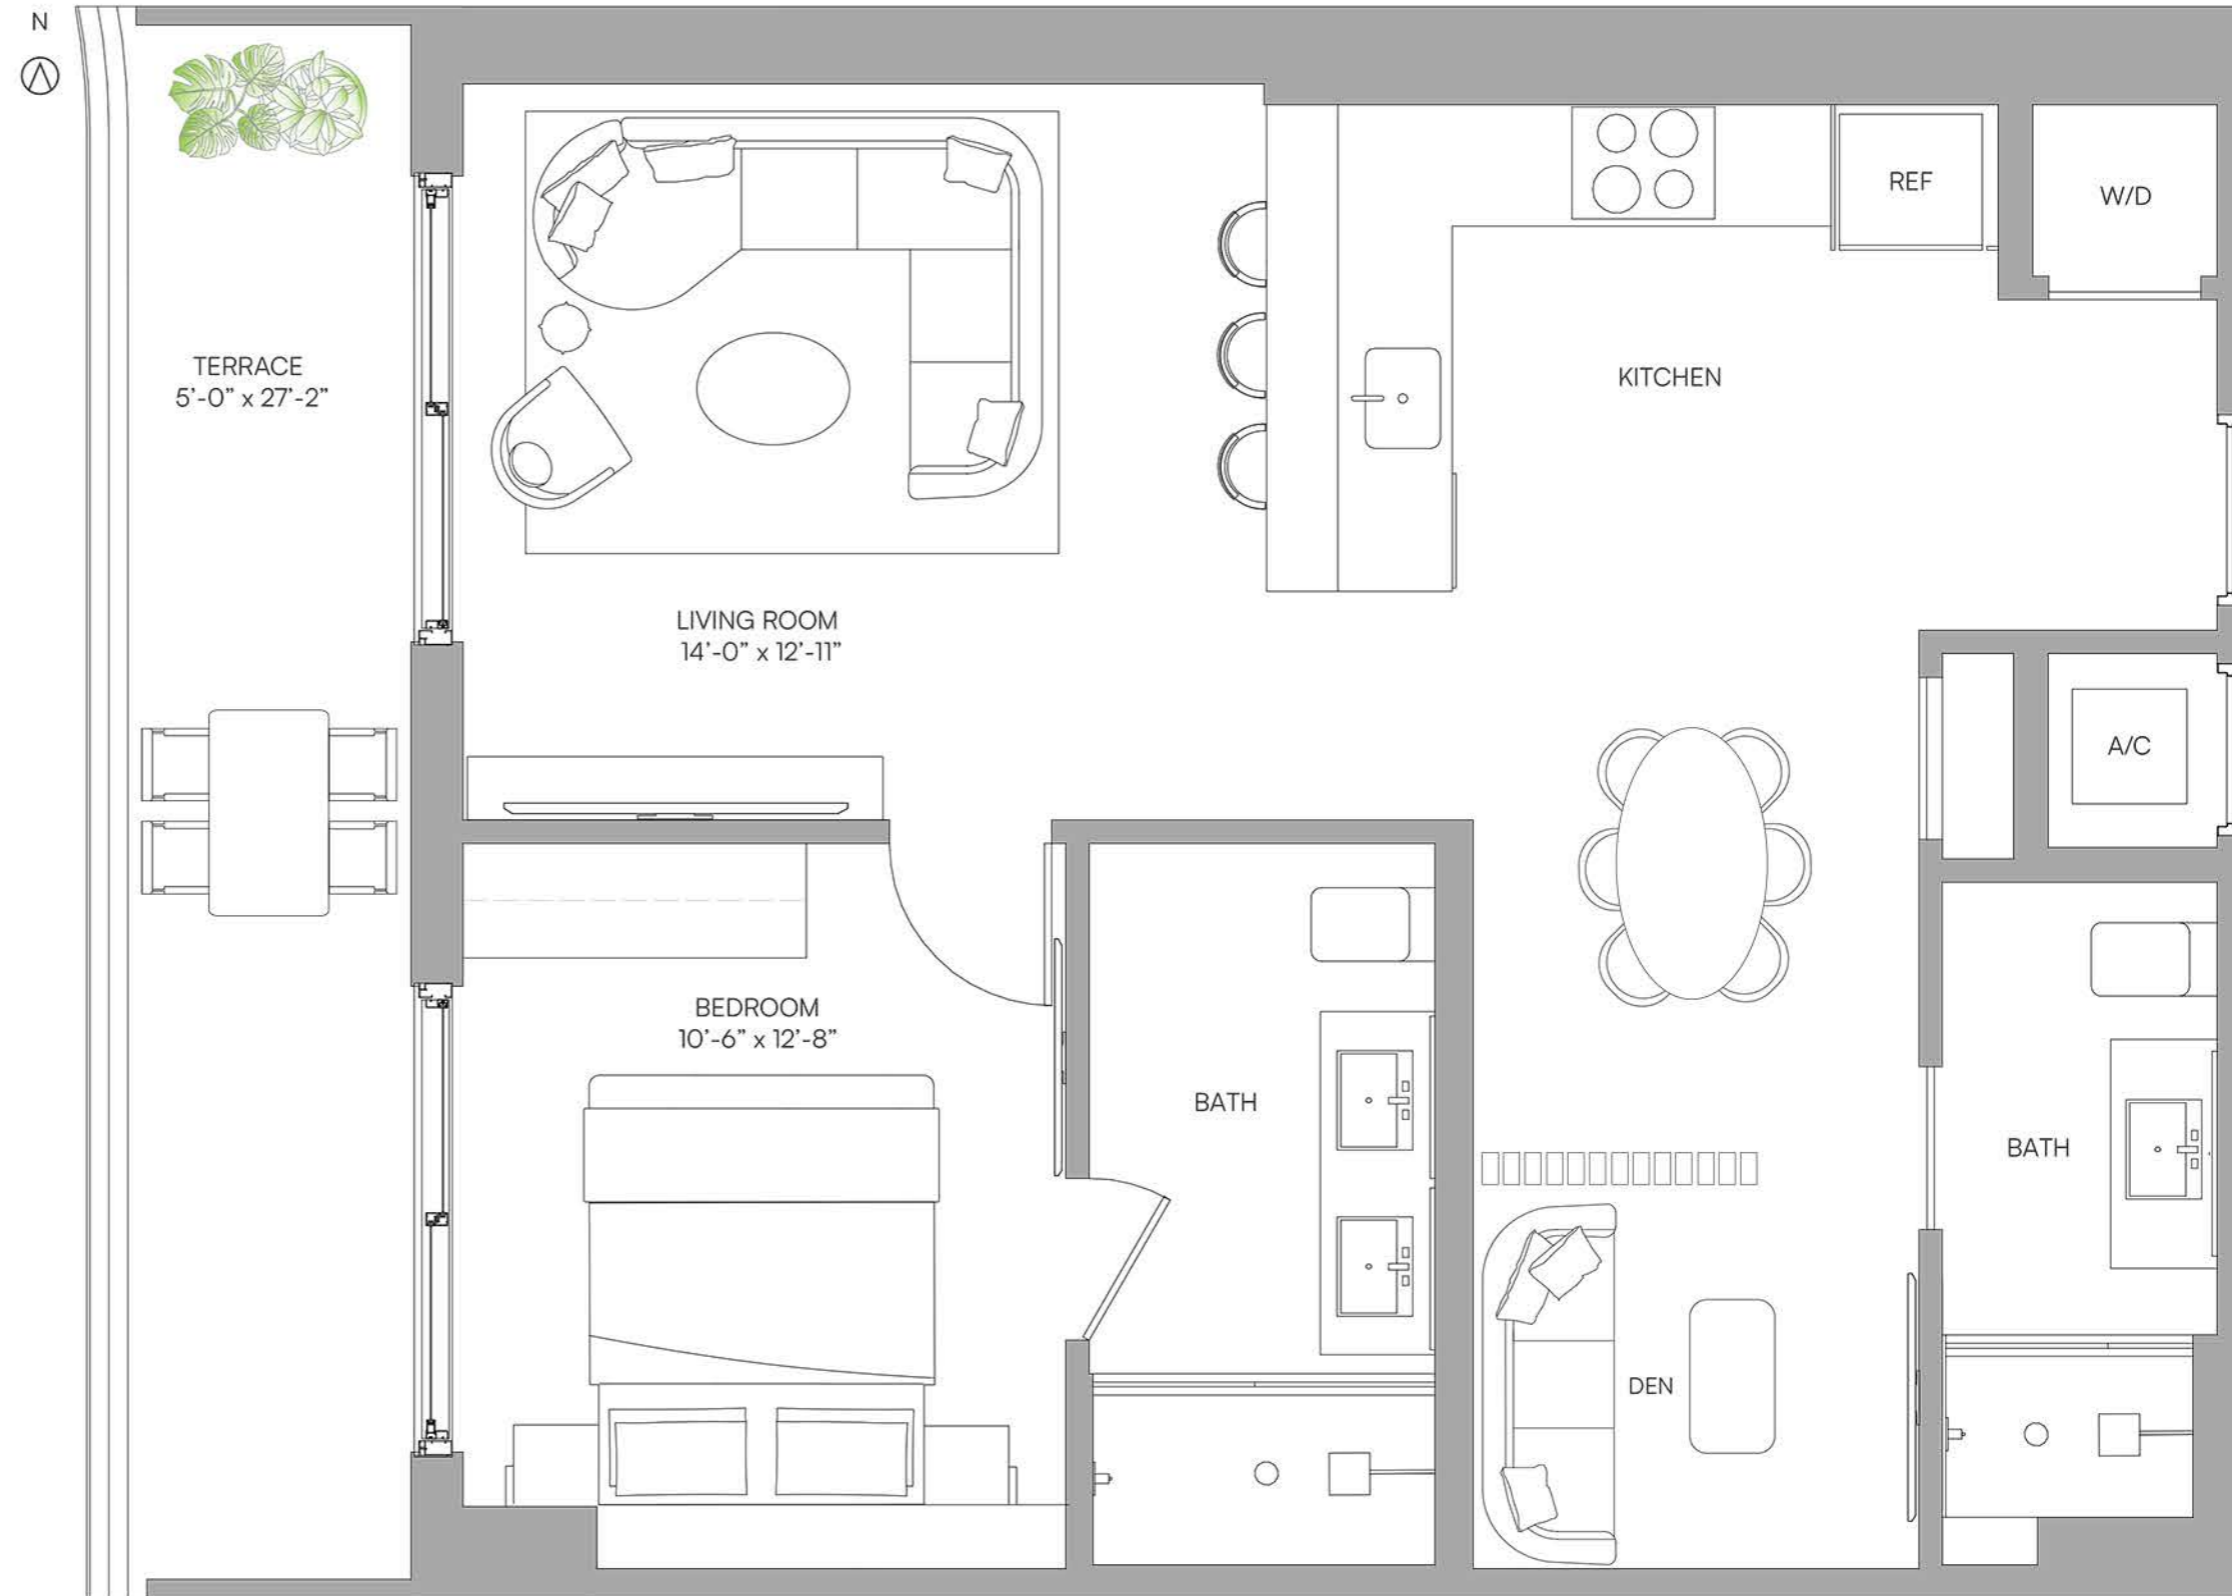 N
REF
W/D
TERRACE
5’-0” x 27’-2”
KITCHEN
LIVING ROOM
14’-0” x 12’-11”
A/C
BEDROOM
10’-6” x 12’-8”
BATH
BATH
DEN